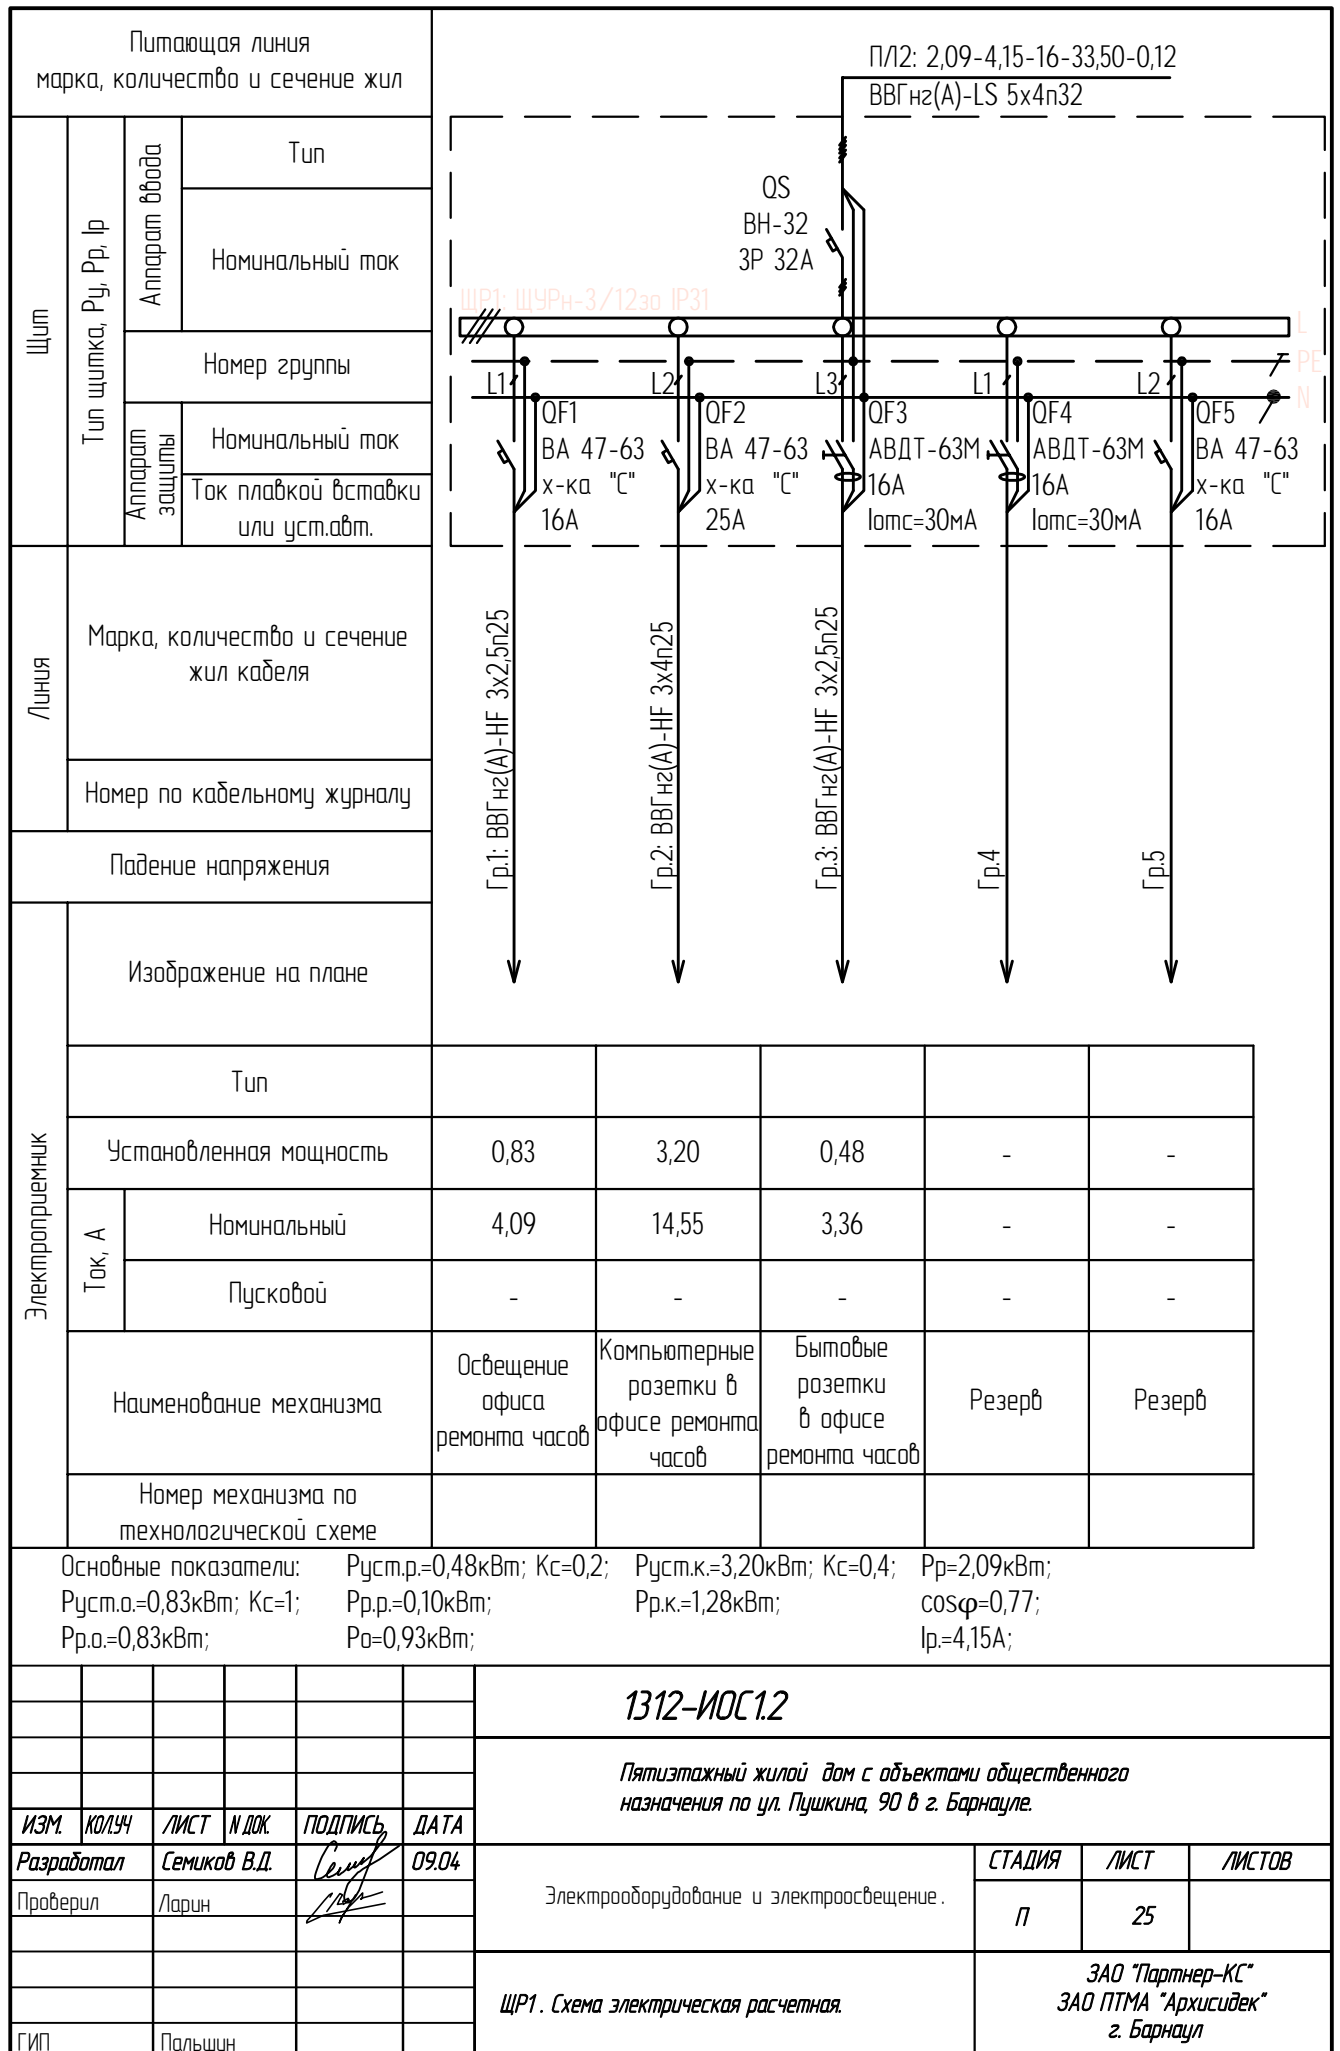 Питающая линия
марка, количество и сечение жил
ПЛ2: 2,09-4,15-16-33,50-0,12
ВВГнг(А)-LS 5х4п32
Щит
Тип щитка, Ру, Рр, Iр
Аппарат ввода
Тип
Номинальный ток
Номер группы
Аппарат
защиты
Номинальный ток
Ток плавкой вставки
или уст.авт.
QS
ВН-32
3Р 32А
ЩР1: ЩУРн-3/12зо IP31
L
PE
N
L1
L2
L3
L1
L2
QF1
ВА 47-63
х-ка "С"
16А
QF2
ВА 47-63
х-ка "С"
25А
QF3
АВДТ-63М
16А
Iотс=30мА
QF4
АВДТ-63М
16А
Iотс=30мА
QF5
ВА 47-63
х-ка "С"
16А
Линия
Марка, количество и сечение
жил кабеля
Номер по кабельному журналу
Падение напряжения
Гр.1: ВВГнг(А)-HF 3х2,5п25
Гр.2: ВВГнг(А)-HF 3х4п25
Гр.3: ВВГнг(А)-HF 3х2,5п25
Гр.4
Гр.5
Электроприемник
Изображение на плане
Тип
Установленная мощность 0,83 3,20 0,48 - -
Ток, А
Номинальный 4,09 14,55 3,36 - -
Пусковой - - - - -
Наименование механизма
Освещение
офиса
ремонта часов
Компьютерные
розетки в
офисе ремонта
часов
Бытовые
розетки
в офисе
ремонта часов
Резерв
Резерв
Номер механизма по
технологической схеме
Основные показатели: Руст.р.=0,48кВт; Кс=0,2; Руст.к.=3,20кВт; Кс=0,4; Рр=2,09кВт;
Руст.о.=0,83кВт; Кс=1; Рр.р.=0,10кВт; Рр.к.=1,28кВт; cosφ=0,77;
Рр.о.=0,83кВт; Ро=0,93кВт; Iр.=4,15А;
1312-ИОС1.2
Пятиэтажный жилой дом с объектами общественного
назначения по ул. Пушкина, 90 в г. Барнауле.
ИЗМ. КОЛ.УЧ ЛИСТ N ДОК. ПОДПИСЬ ДАТА
Разработал Семиков В.Д. 09.04
Проверил Ларин
Электрооборудование и электроосвещение.
СТАДИЯ ЛИСТ ЛИСТОВ
П 25
ЩР1. Схема электрическая расчетная.
ЗАО "Партнер-КС"
ЗАО ПТМА "Архисидек"
г. Барнаул
ГИП Пальшин